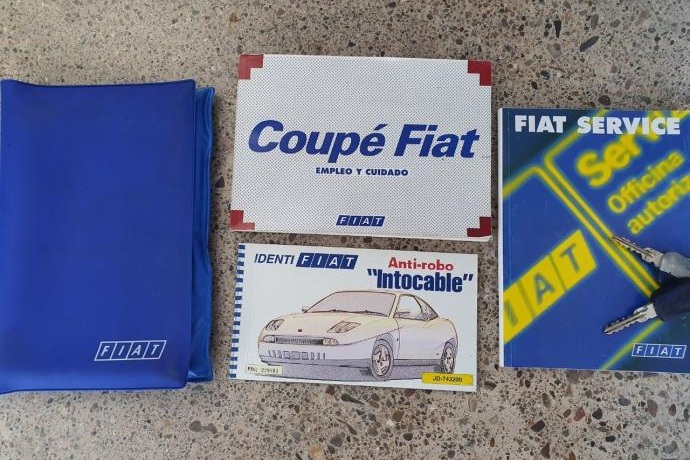 FIAT
Coupé Fiat
EMPLEO Y CUIDADO
FIAT
IDENTI FIAT
Anti-robo
"Intocable"
JD-743200
FIAT SERVICE
Ser
Officina
autoriz
FIAT
FIAT